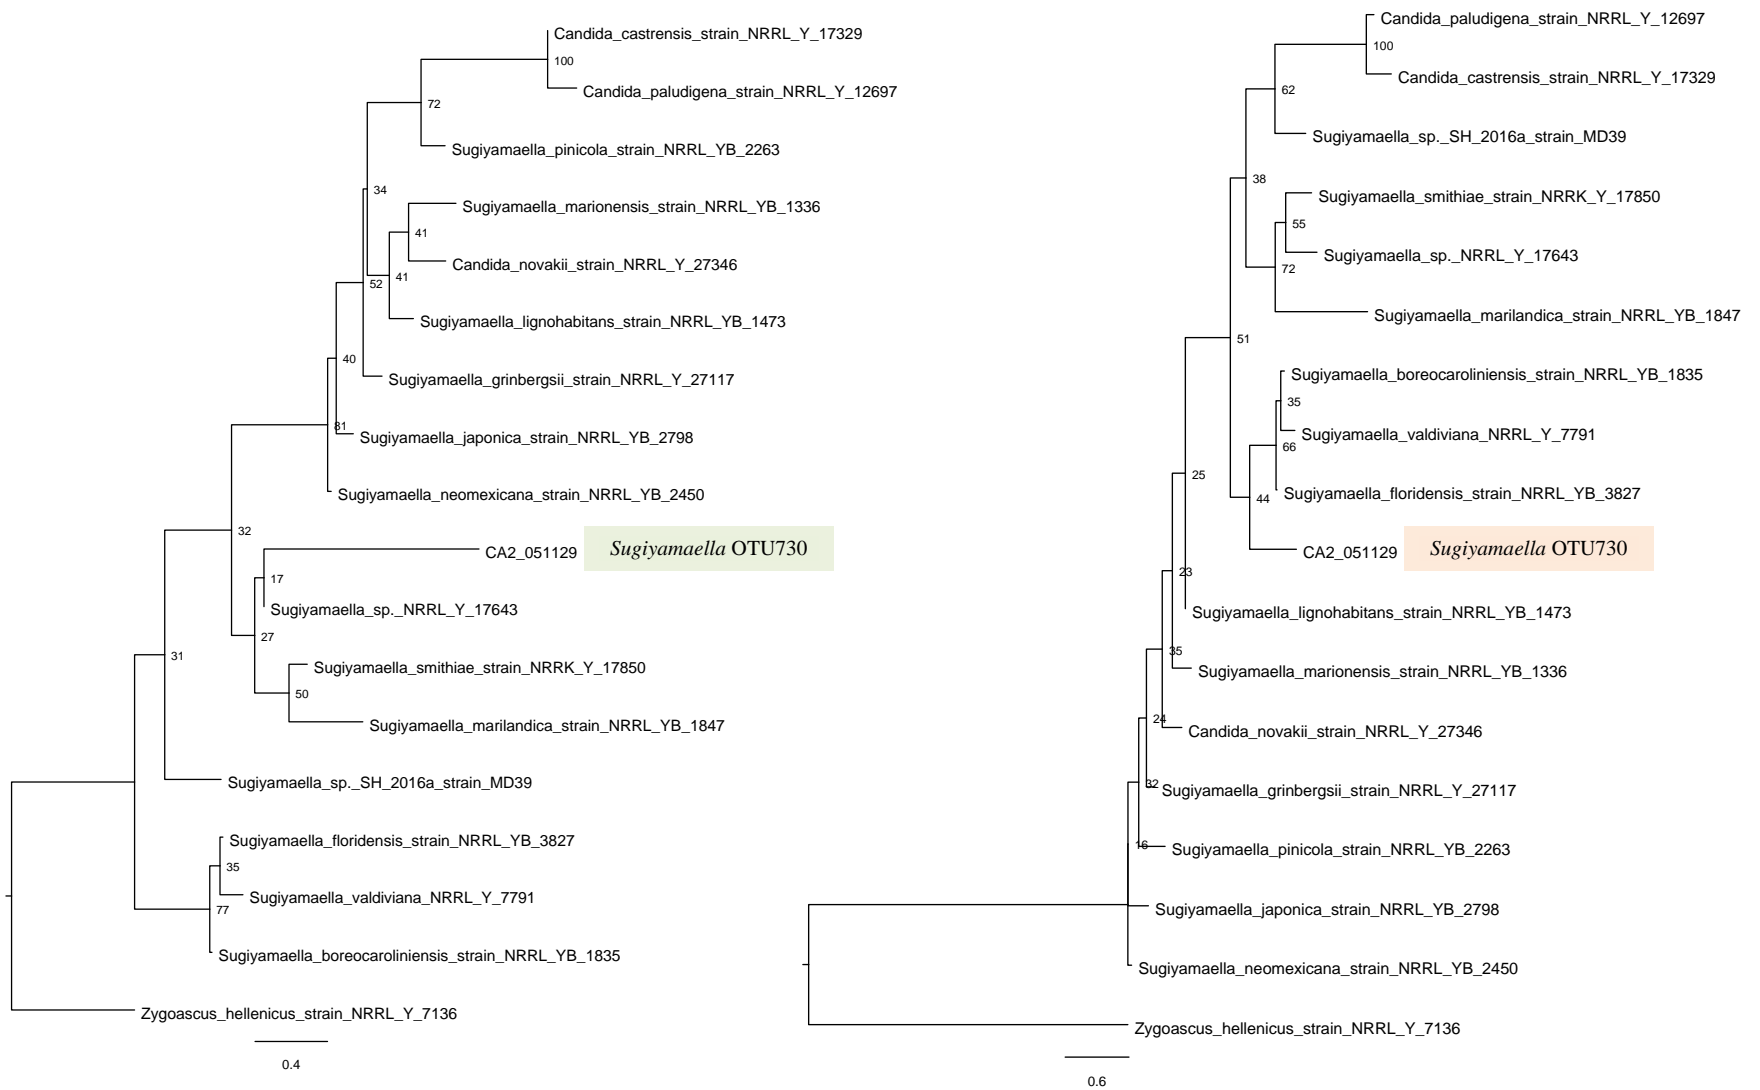 Candida_castrensis_strain_NRRL_Y_17329
100
Candida_paludigena_strain_NRRL_Y_12697
72
Sugiyamaella_pinicola_strain_NRRL_YB_2263
34
Sugiyamaella_marionensis_strain_NRRL_YB_1336
41
Candida_novakii_strain_NRRL_Y_27346
41
52
Sugiyamaella_lignohabitans_strain_NRRL_YB_1473
40
Sugiyamaella_grinbergsii_strain_NRRL_Y_27117
81
Sugiyamaella_japonica_strain_NRRL_YB_2798
Sugiyamaella_neomexicana_strain_NRRL_YB_2450
32
CA2_051129
Sugiyamaella OTU730
17
Sugiyamaella_sp._NRRL_Y_17643
27
31
Sugiyamaella_smithiae_strain_NRRK_Y_17850
50
Sugiyamaella_marilandica_strain_NRRL_YB_1847
Sugiyamaella_sp._SH_2016a_strain_MD39
Sugiyamaella_floridensis_strain_NRRL_YB_3827
35
Sugiyamaella_valdiviana_NRRL_Y_7791
77
Sugiyamaella_boreocaroliniensis_strain_NRRL_YB_1835
Zygoascus_hellenicus_strain_NRRL_Y_7136
0.4
Candida_paludigena_strain_NRRL_Y_12697
100
Candida_castrensis_strain_NRRL_Y_17329
62
Sugiyamaella_sp._SH_2016a_strain_MD39
38
Sugiyamaella_smithiae_strain_NRRK_Y_17850
55
Sugiyamaella_sp._NRRL_Y_17643
72
Sugiyamaella_marilandica_strain_NRRL_YB_1847
51
Sugiyamaella_boreocaroliniensis_strain_NRRL_YB_1835
35
Sugiyamaella_valdiviana_NRRL_Y_7791
66
25
Sugiyamaella_floridensis_strain_NRRL_YB_3827
44
CA2_051129
Sugiyamaella OTU730
23
Sugiyamaella_lignohabitans_strain_NRRL_YB_1473
35
Sugiyamaella_marionensis_strain_NRRL_YB_1336
24
Candida_novakii_strain_NRRL_Y_27346
32
Sugiyamaella_grinbergsii_strain_NRRL_Y_27117
16
Sugiyamaella_pinicola_strain_NRRL_YB_2263
Sugiyamaella_japonica_strain_NRRL_YB_2798
Sugiyamaella_neomexicana_strain_NRRL_YB_2450
Zygoascus_hellenicus_strain_NRRL_Y_7136
0.6